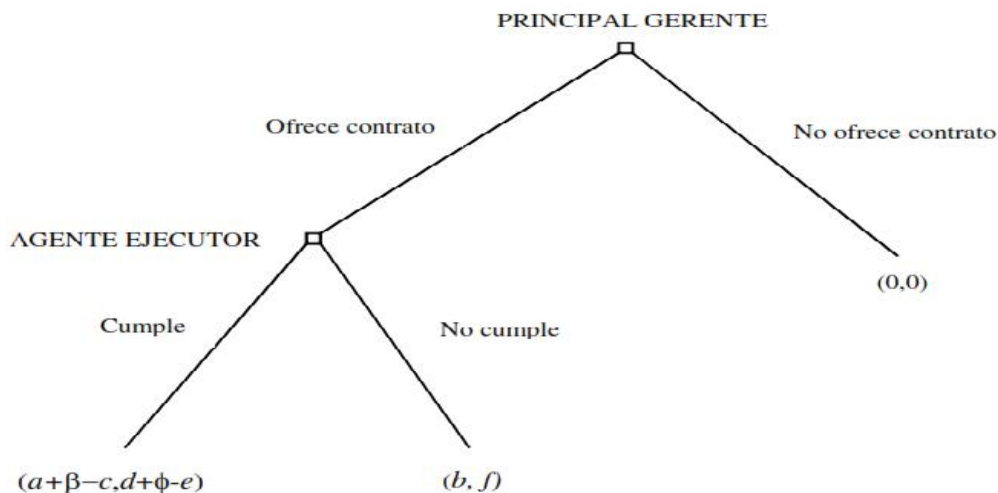 PRINCIPAL GERENTE
Ofrece contrato
No ofrece contrato
AGENTE EJECUTOR
(0,0)
Cumple
No cumple
(a+β−c,d+ϕ-e)
(b, f)